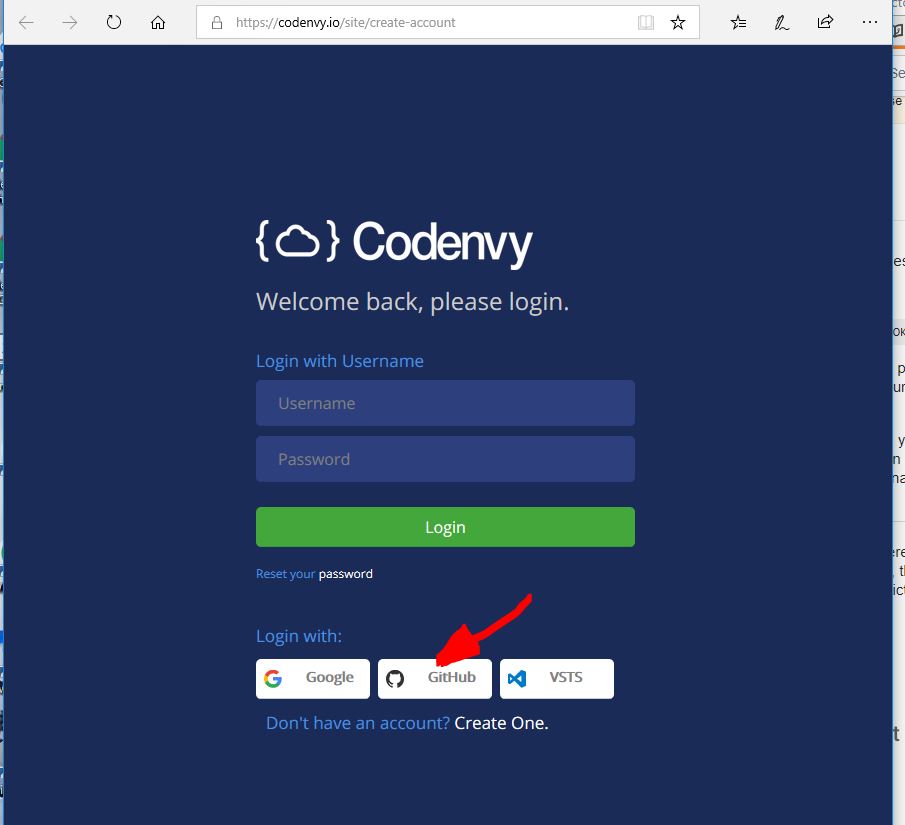 https://codenvy.io/site/create-account
{ } Codenvy
Welcome back, please login.
Login with Username
Username
Password
Login
Reset your password
Login with:
Google GitHub VSTS
Don't have an account? Create One.